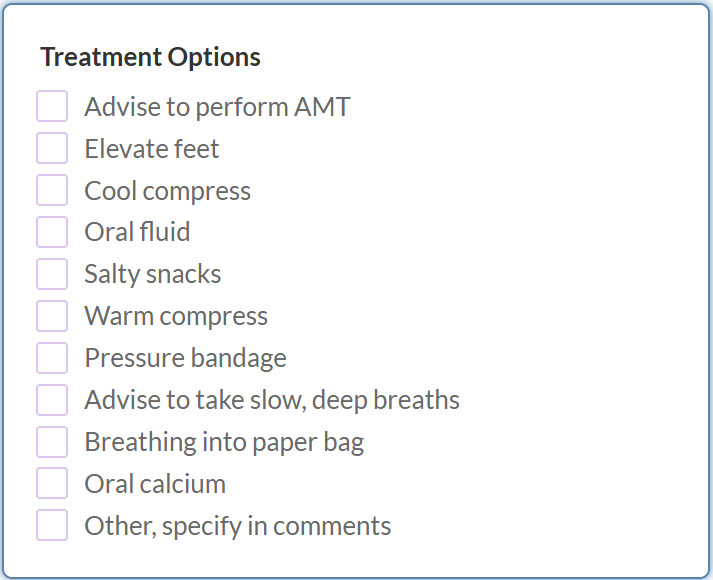 Treatment Options
Advise to perform AMT
Elevate feet
Cool compress
Oral fluid
Salty snacks
Warm compress
Pressure bandage
Advise to take slow, deep breaths
Breathing into paper bag
Oral calcium
Other, specify in comments